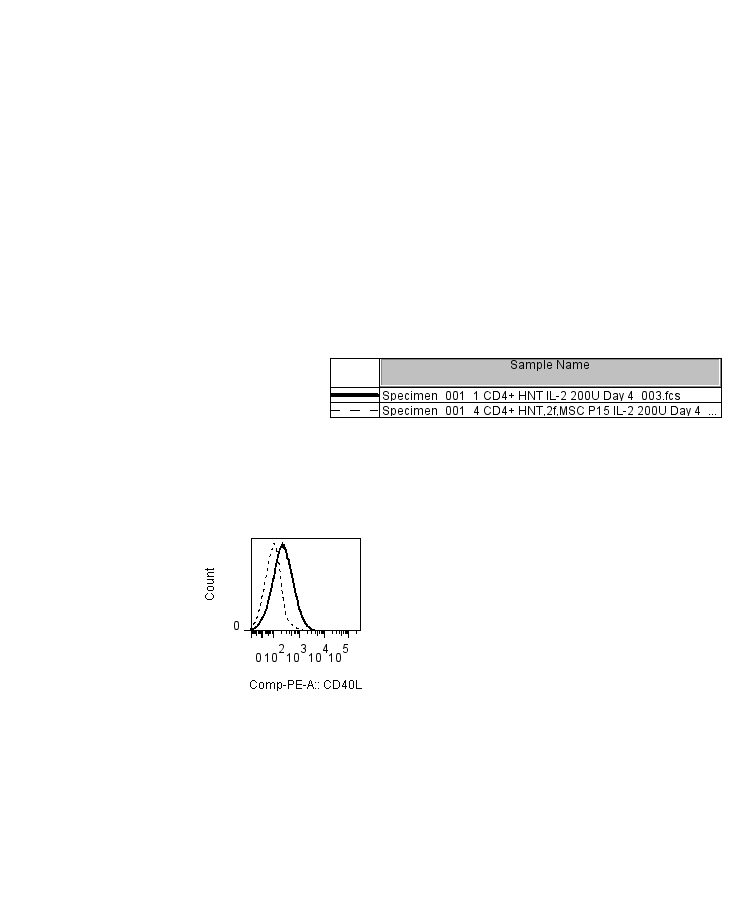 Sample Name
Specimen_001_1 CD4+ HNT IL-2 200U Day 4_003.fcs
Specimen_001_4 CD4+ HNT,2f,MSC P15 IL-2 200U Day 4_...
Count
0
0 10^2 10^3 10^4 10^5
Comp-PE-A:: CD40L